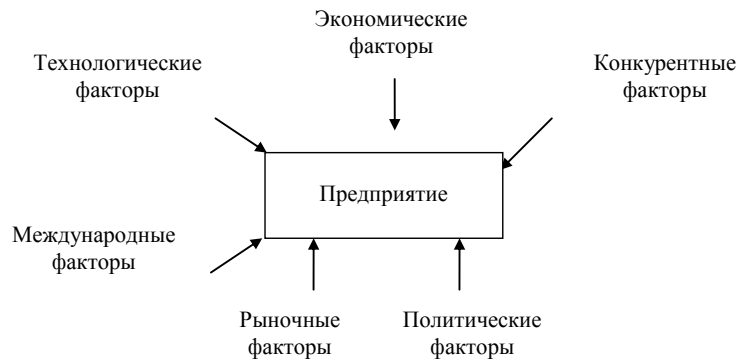 Экономические
факторы
Технологические
факторы
Конкурентные
факторы
Предприятие
Международные
факторы
Рыночные
факторы
Политические
факторы